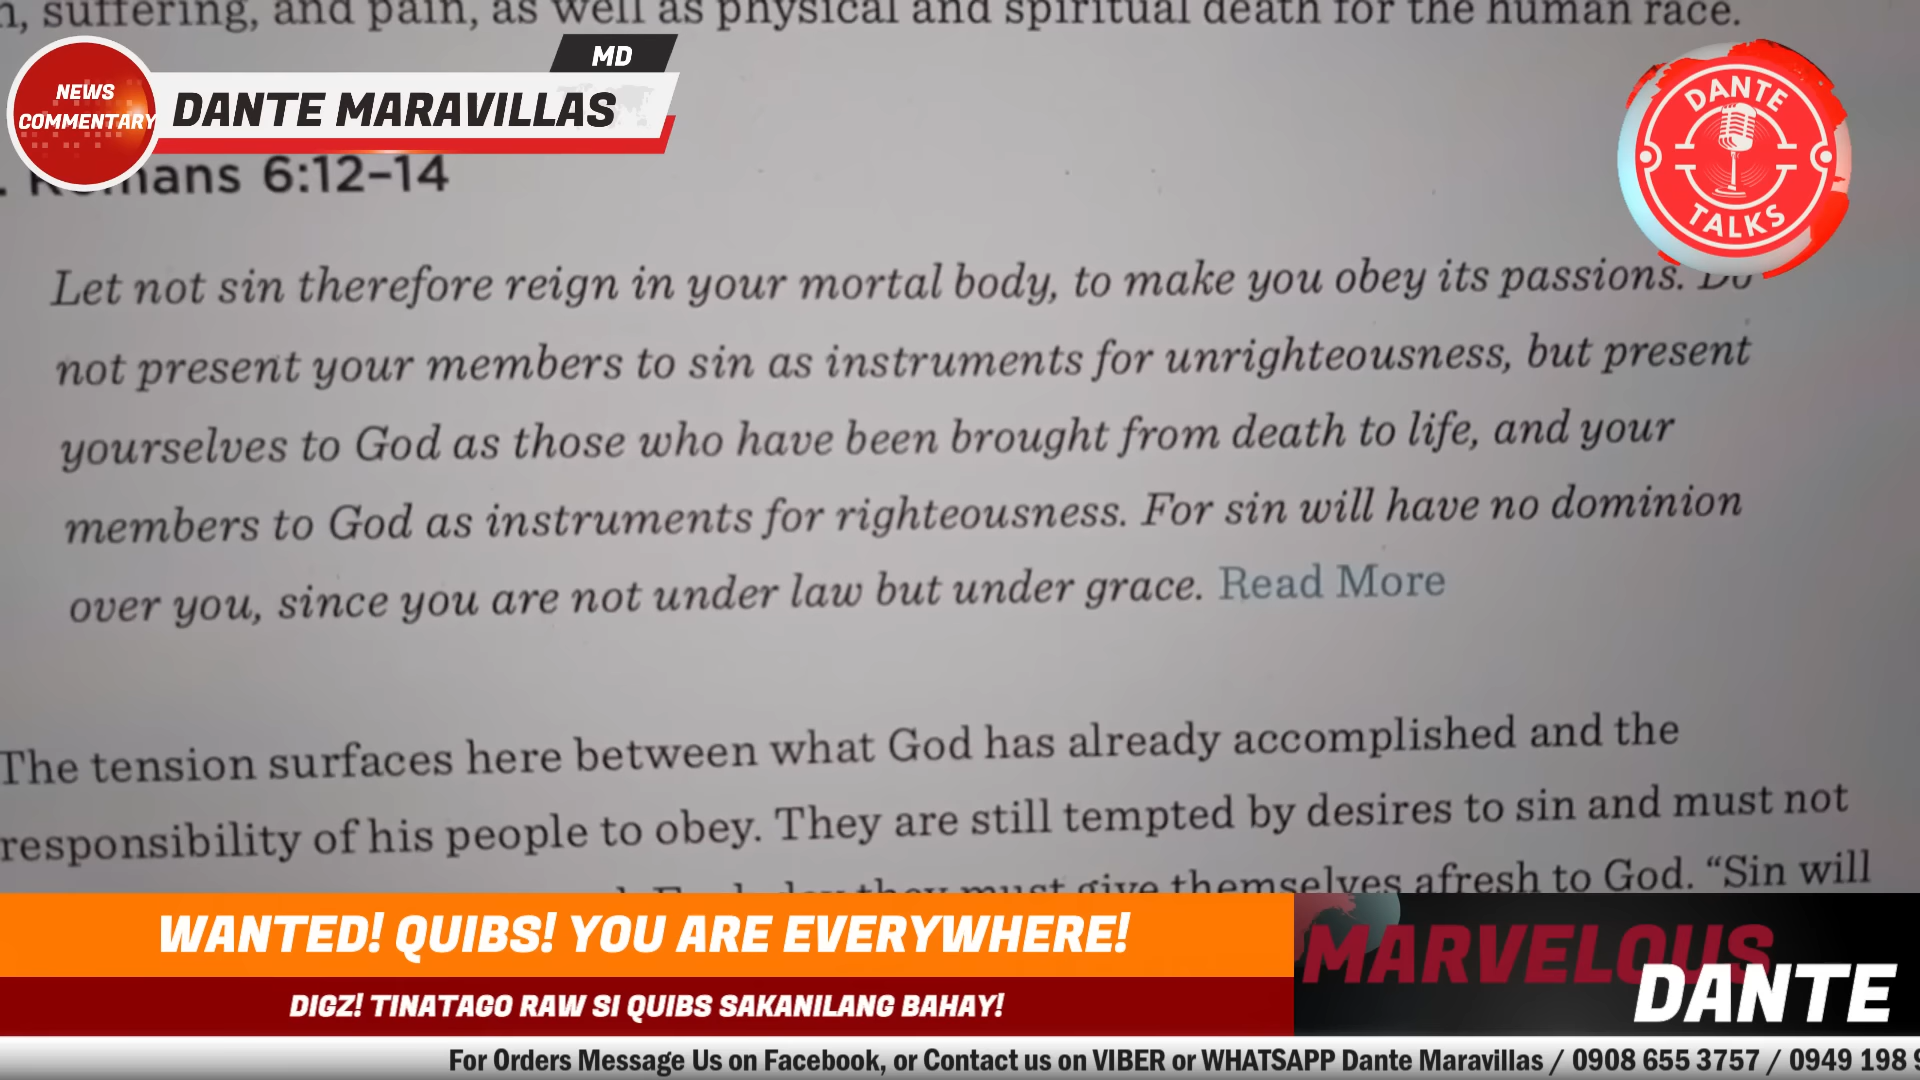 suffering, and pain, as well as physical and spiritual death for the human race.
MD
NEWS
COMMENTARY
DANTE MARAVILLAS
DANTE
TALKS
Romans 6:12–14
Let not sin therefore reign in your mortal body, to make you obey its passions. Do
not present your members to sin as instruments for unrighteousness, but present
yourselves to God as those who have been brought from death to life, and your
members to God as instruments for righteousness. For sin will have no dominion
over you, since you are not under law but under grace. Read More
The tension surfaces here between what God has already accomplished and the
responsibility of his people to obey. They are still tempted by desires to sin and must not
day they must give themselves afresh to God. “Sin will
WANTED! QUIBS! YOU ARE EVERYWHERE!
DIGZ! TINATAGO RAW SI QUIBS SAKANILANG BAHAY!
MARVELOUS
DANTE
For Orders Message Us on Facebook, or Contact us on VIBER or WHATSAPP Dante Maravillas / 0908 655 3757 / 0949 198